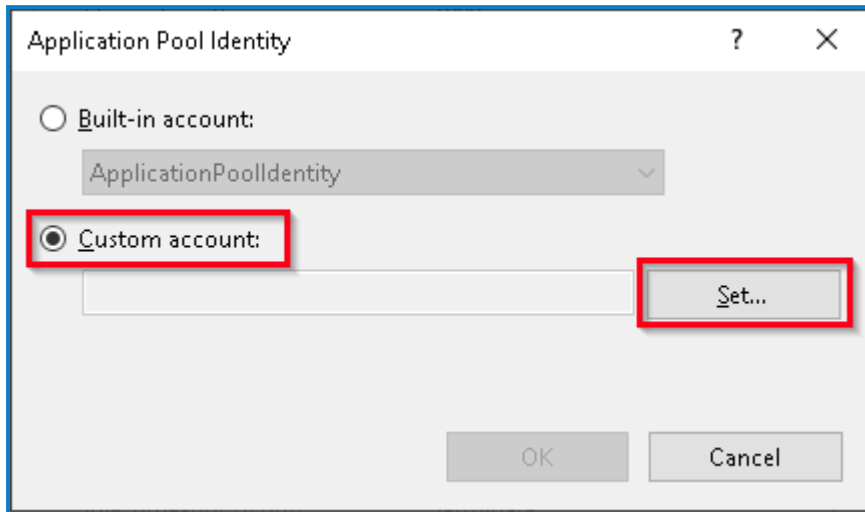 Application Pool Identity
Built-in account:
ApplicationPoolIdentity
Custom account:
Set...
OK
Cancel